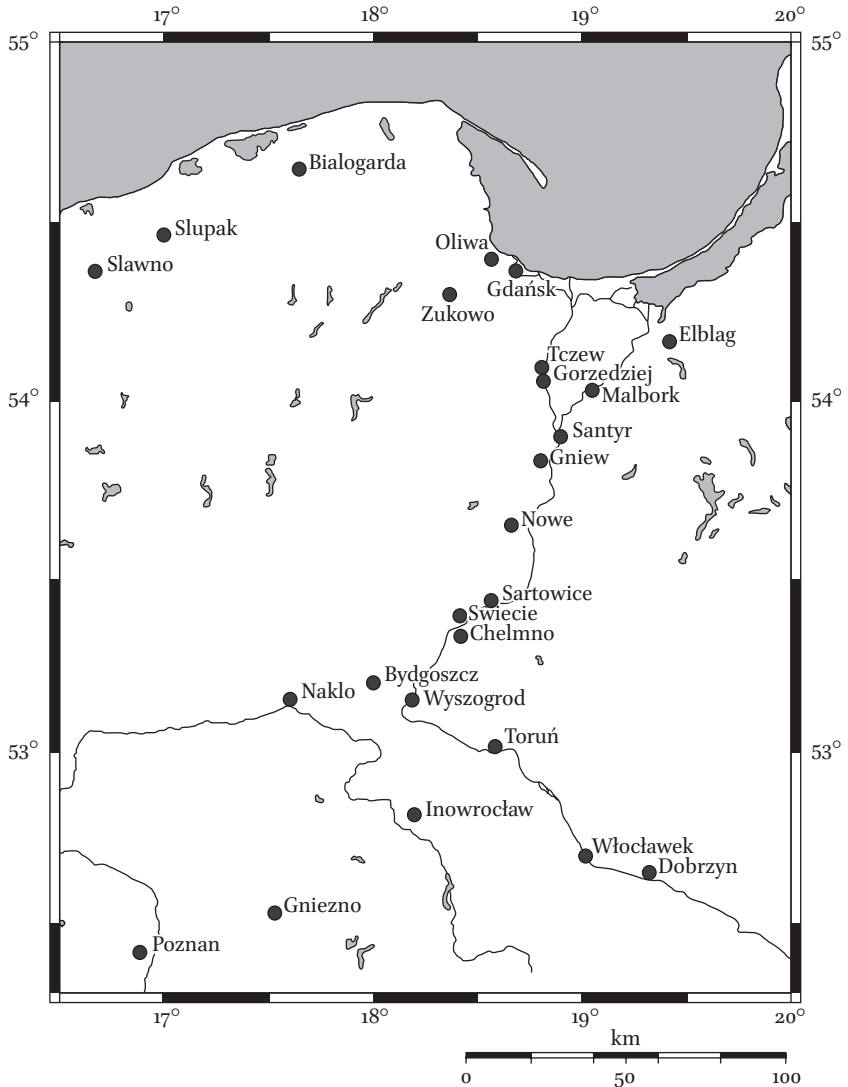 17° 18° 19° 20°
55° 55°
Bialogarda
Slupak
Oliwa
Slawno
Gdańsk
Zukowo
Elblag
Tczew
Gorzedziej
Malbork
54° 54°
Santyr
Gniew
Nowe
Sartowice
Swiecie
Chelmno
Bydgoszcz
Naklo
Wyszogrod
Toruń
53° 53°
Inowrocław
Włocławek
Dobrzyn
Gniezno
Poznan
17° 18° 19° 20°
km
0 50 100